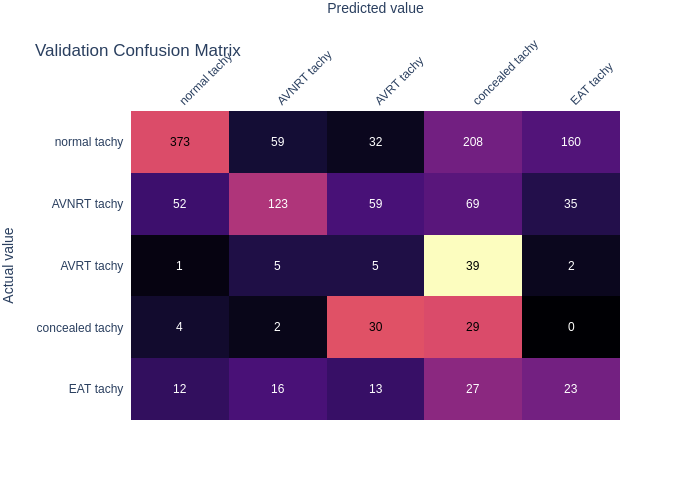 Predicted value
Validation Confusion Matrix
normal tachy
AVNRT tachy
AVRT tachy
concealed tachy
EAT tachy
Actual value
normal tachy 373 59 32 208 160
AVNRT tachy 52 123 59 69 35
AVRT tachy 1 5 5 39 2
concealed tachy 4 2 30 29 0
EAT tachy 12 16 13 27 23